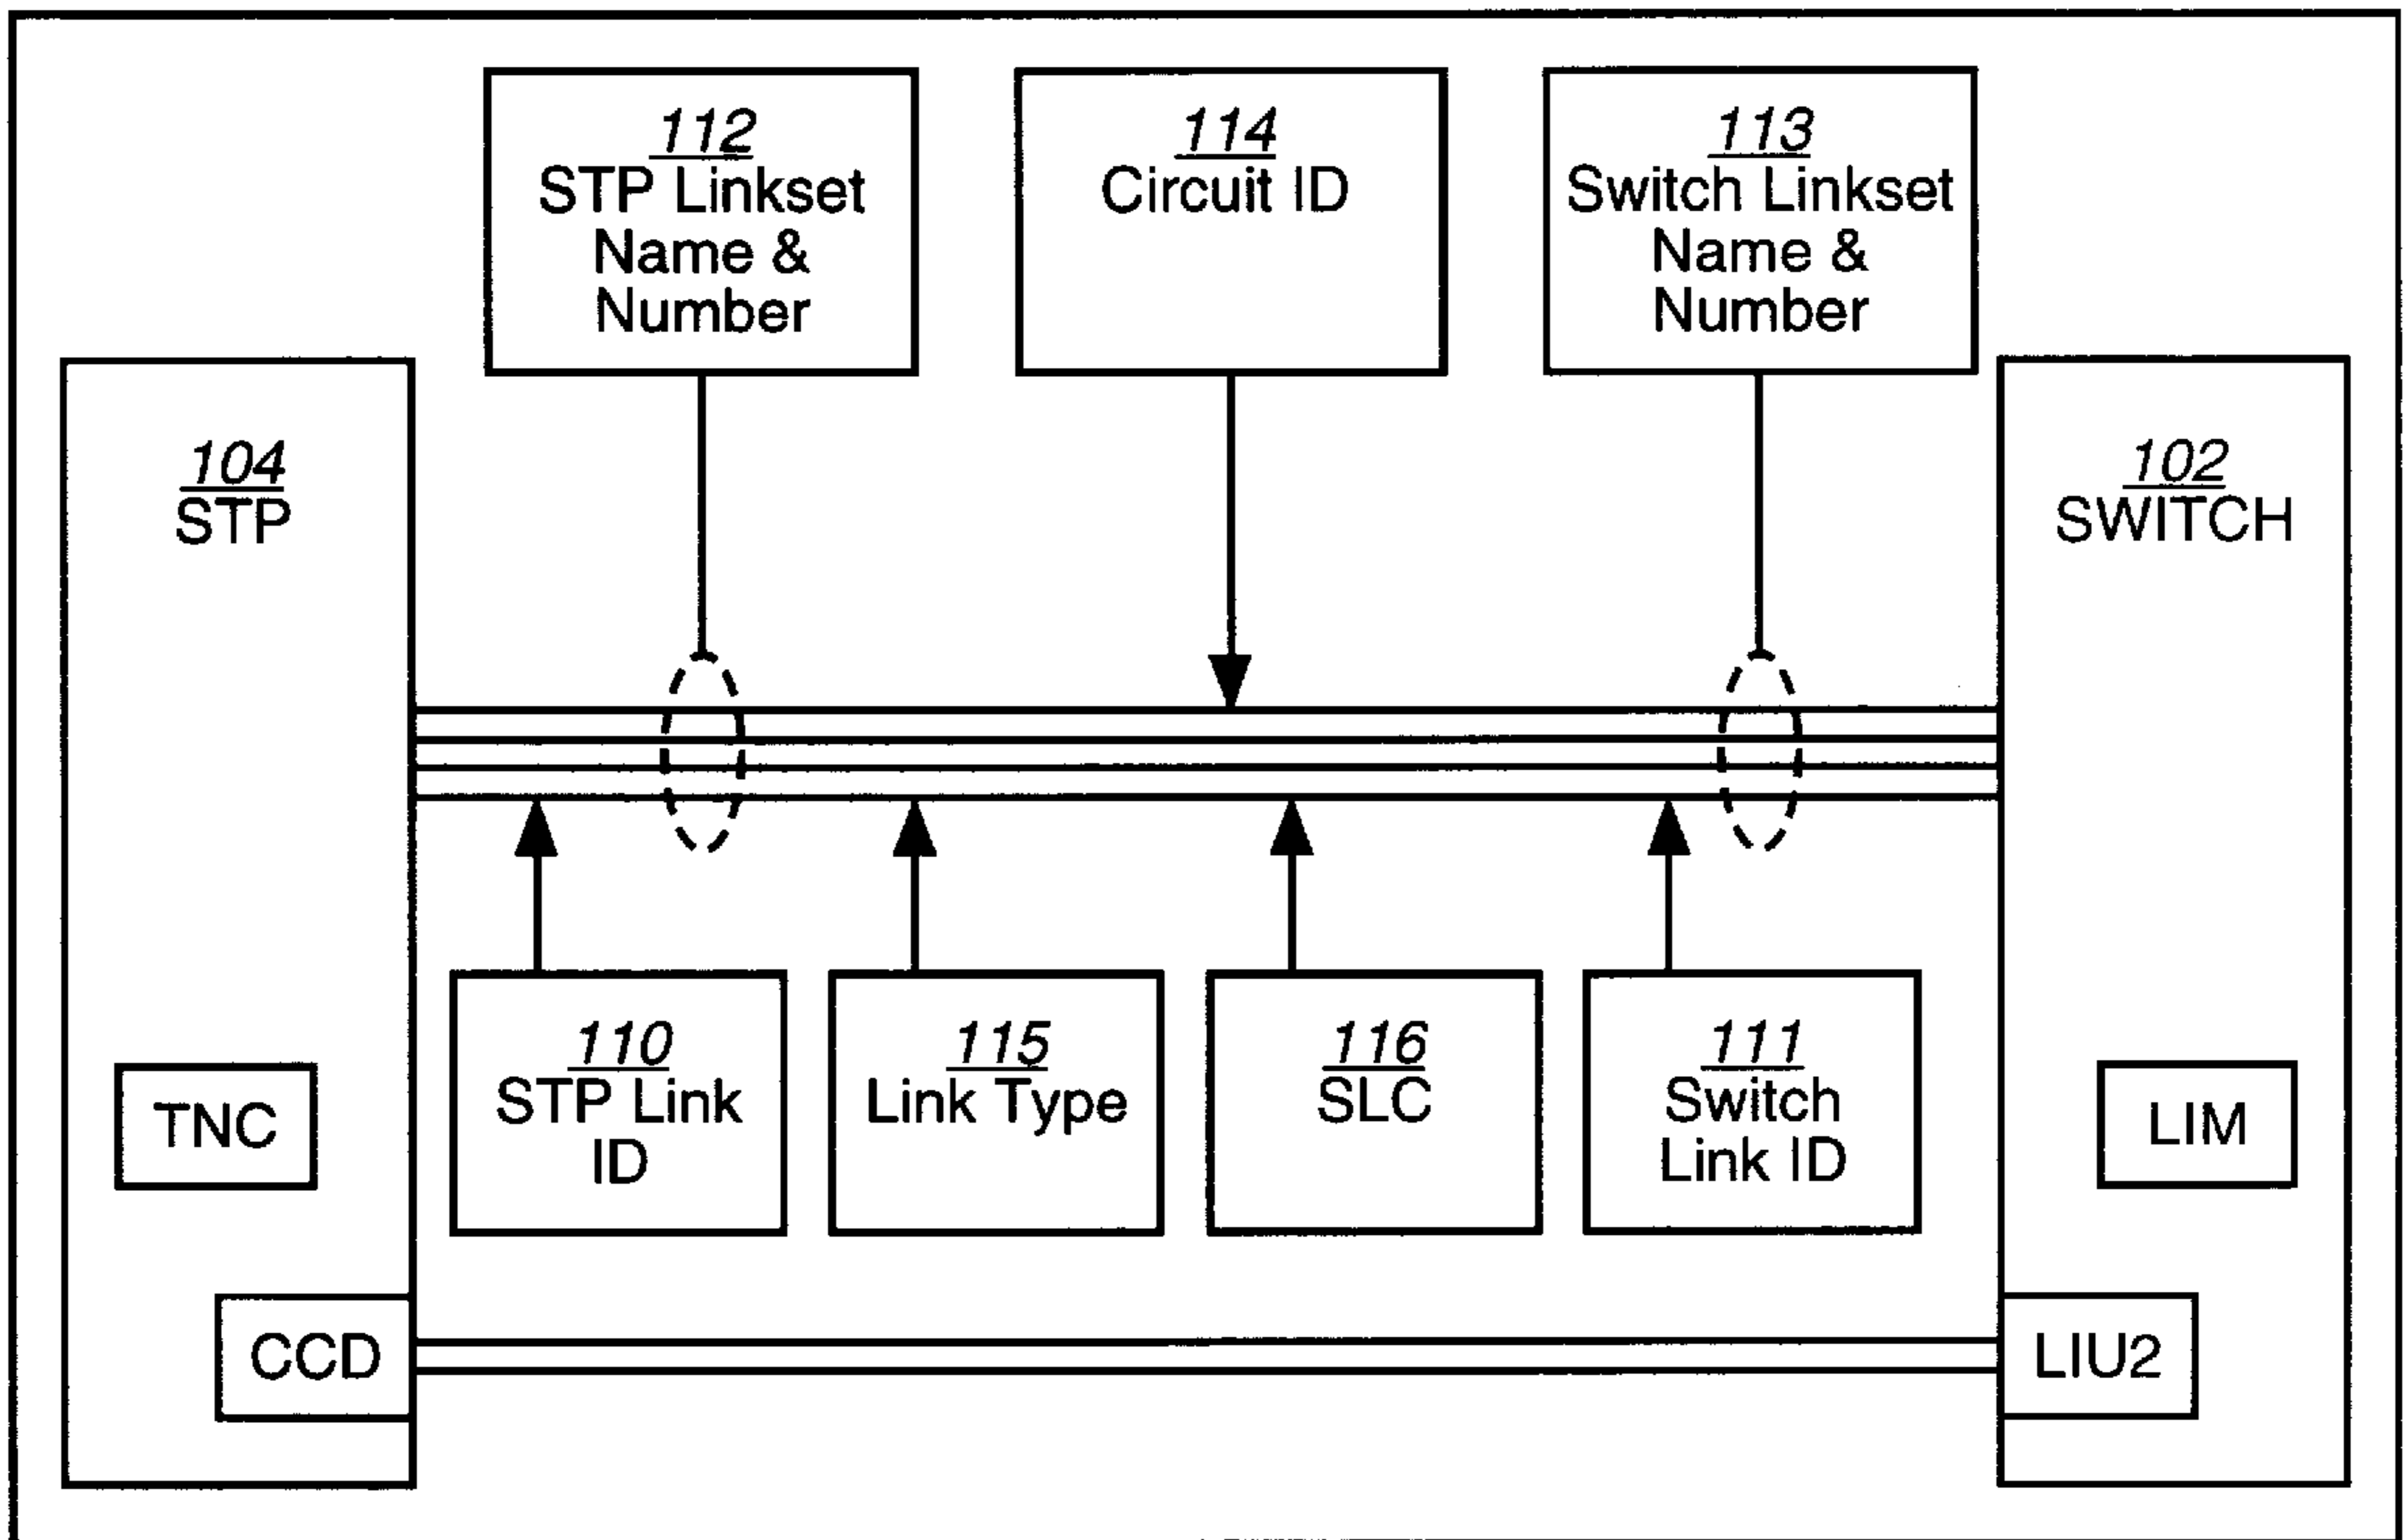 112
STP Linkset
Name &
Number
114
Circuit ID
113
Switch Linkset
Name &
Number
104
STP
102
SWITCH
110
STP Link
ID
115
Link Type
116
SLC
111
Switch
Link ID
TNC
LIM
CCD
LIU2